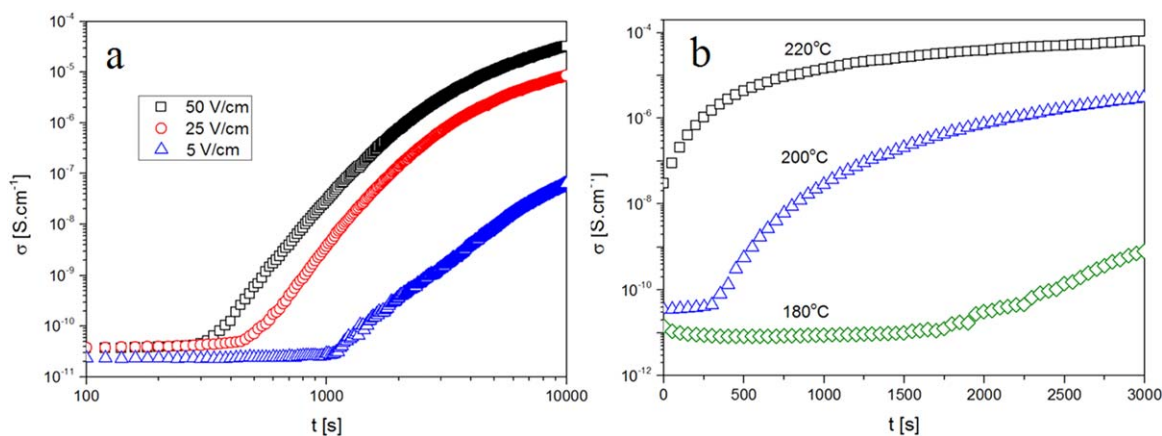 a
σ [S.cm⁻¹]
10⁻⁴
10⁻⁵
10⁻⁶
10⁻⁷
10⁻⁸
10⁻⁹
10⁻¹⁰
10⁻¹¹
50 V/cm
25 V/cm
5 V/cm
100
1000
10000
t [s]
b
σ [S.cm⁻¹]
10⁻⁴
10⁻⁶
10⁻⁸
10⁻¹⁰
10⁻¹²
220°C
200°C
180°C
0
500
1000
1500
2000
2500
3000
t [s]